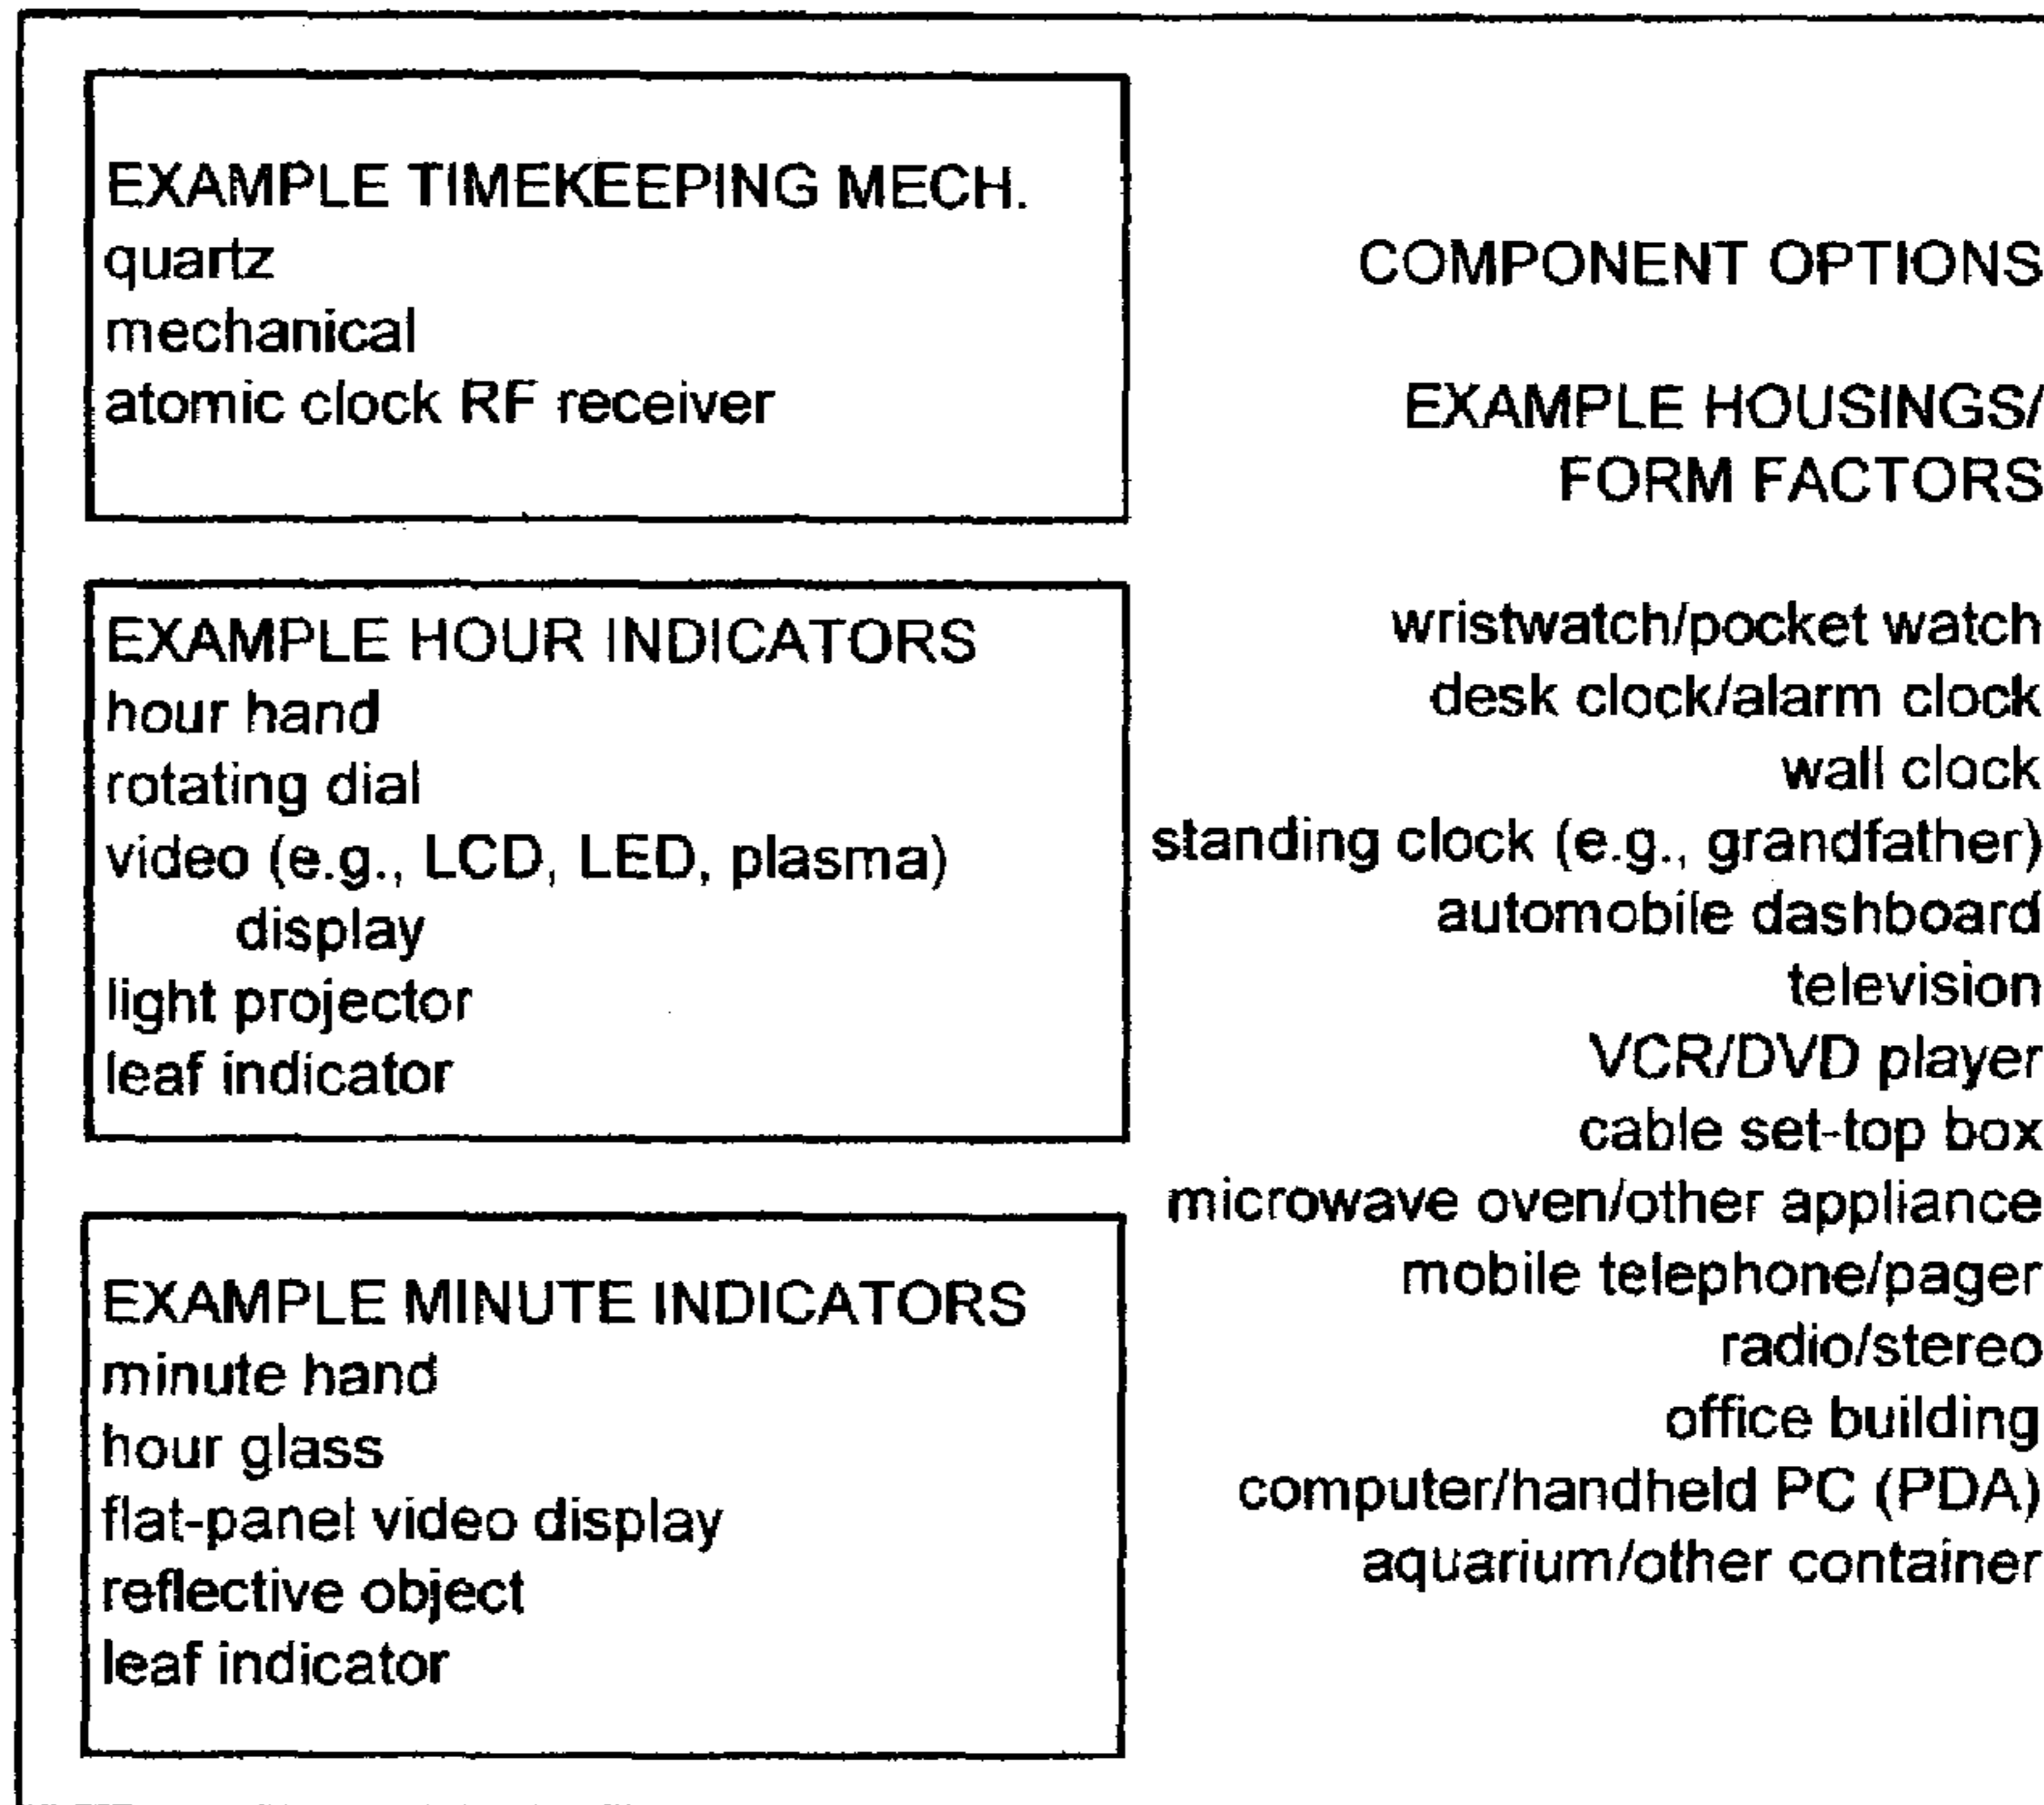 EXAMPLE TIMEKEEPING MECH.
quartz
mechanical
atomic clock RF receiver
EXAMPLE HOUR INDICATORS
hour hand
rotating dial
video (e.g., LCD, LED, plasma)
display
light projector
leaf indicator
EXAMPLE MINUTE INDICATORS
minute hand
hour glass
flat-panel video display
reflective object
leaf indicator
COMPONENT OPTIONS
EXAMPLE HOUSINGS/
FORM FACTORS
wristwatch/pocket watch
desk clock/alarm clock
wall clock
standing clock (e.g., grandfather)
automobile dashboard
television
VCR/DVD player
cable set-top box
microwave oven/other appliance
mobile telephone/pager
radio/stereo
office building
computer/handheld PC (PDA)
aquarium/other container